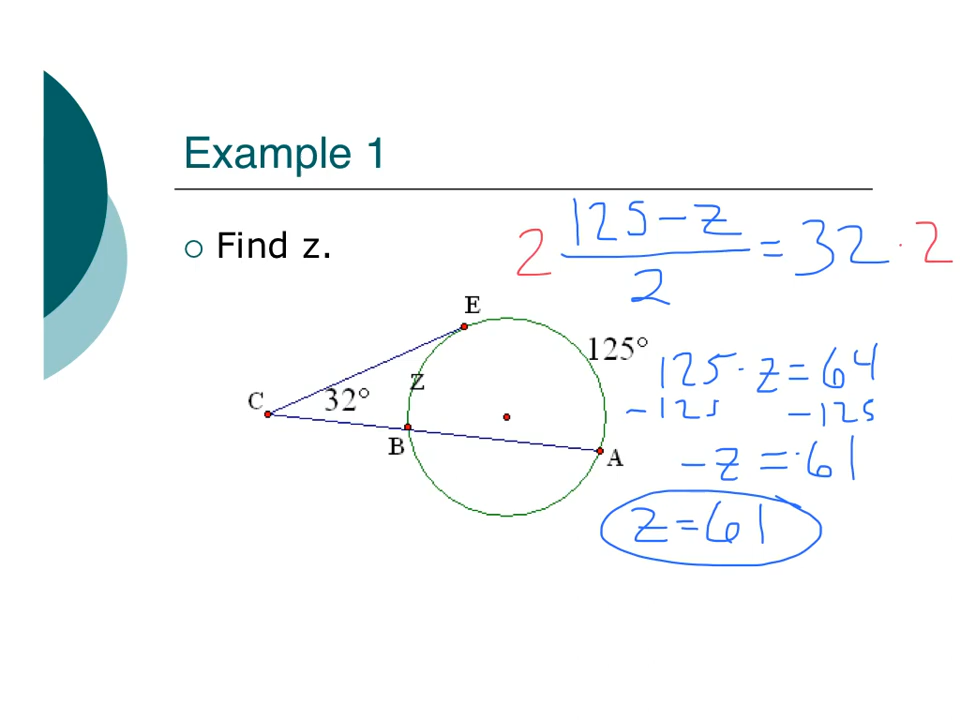 Example 1
Find z.
2 125 - z / 2 = 32 · 2
E
125°
125 · z = 64
z
C
32°
-125 -125
B
A
-z = ·61
z = 61